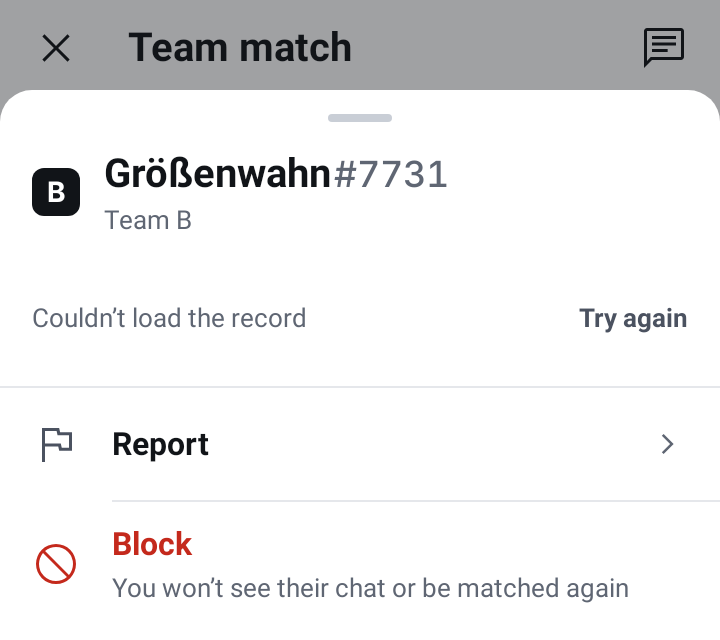 Team match
B
Größenwahn#7731
Team B
Couldn’t load the record
Try again
Report
Block
You won’t see their chat or be matched again